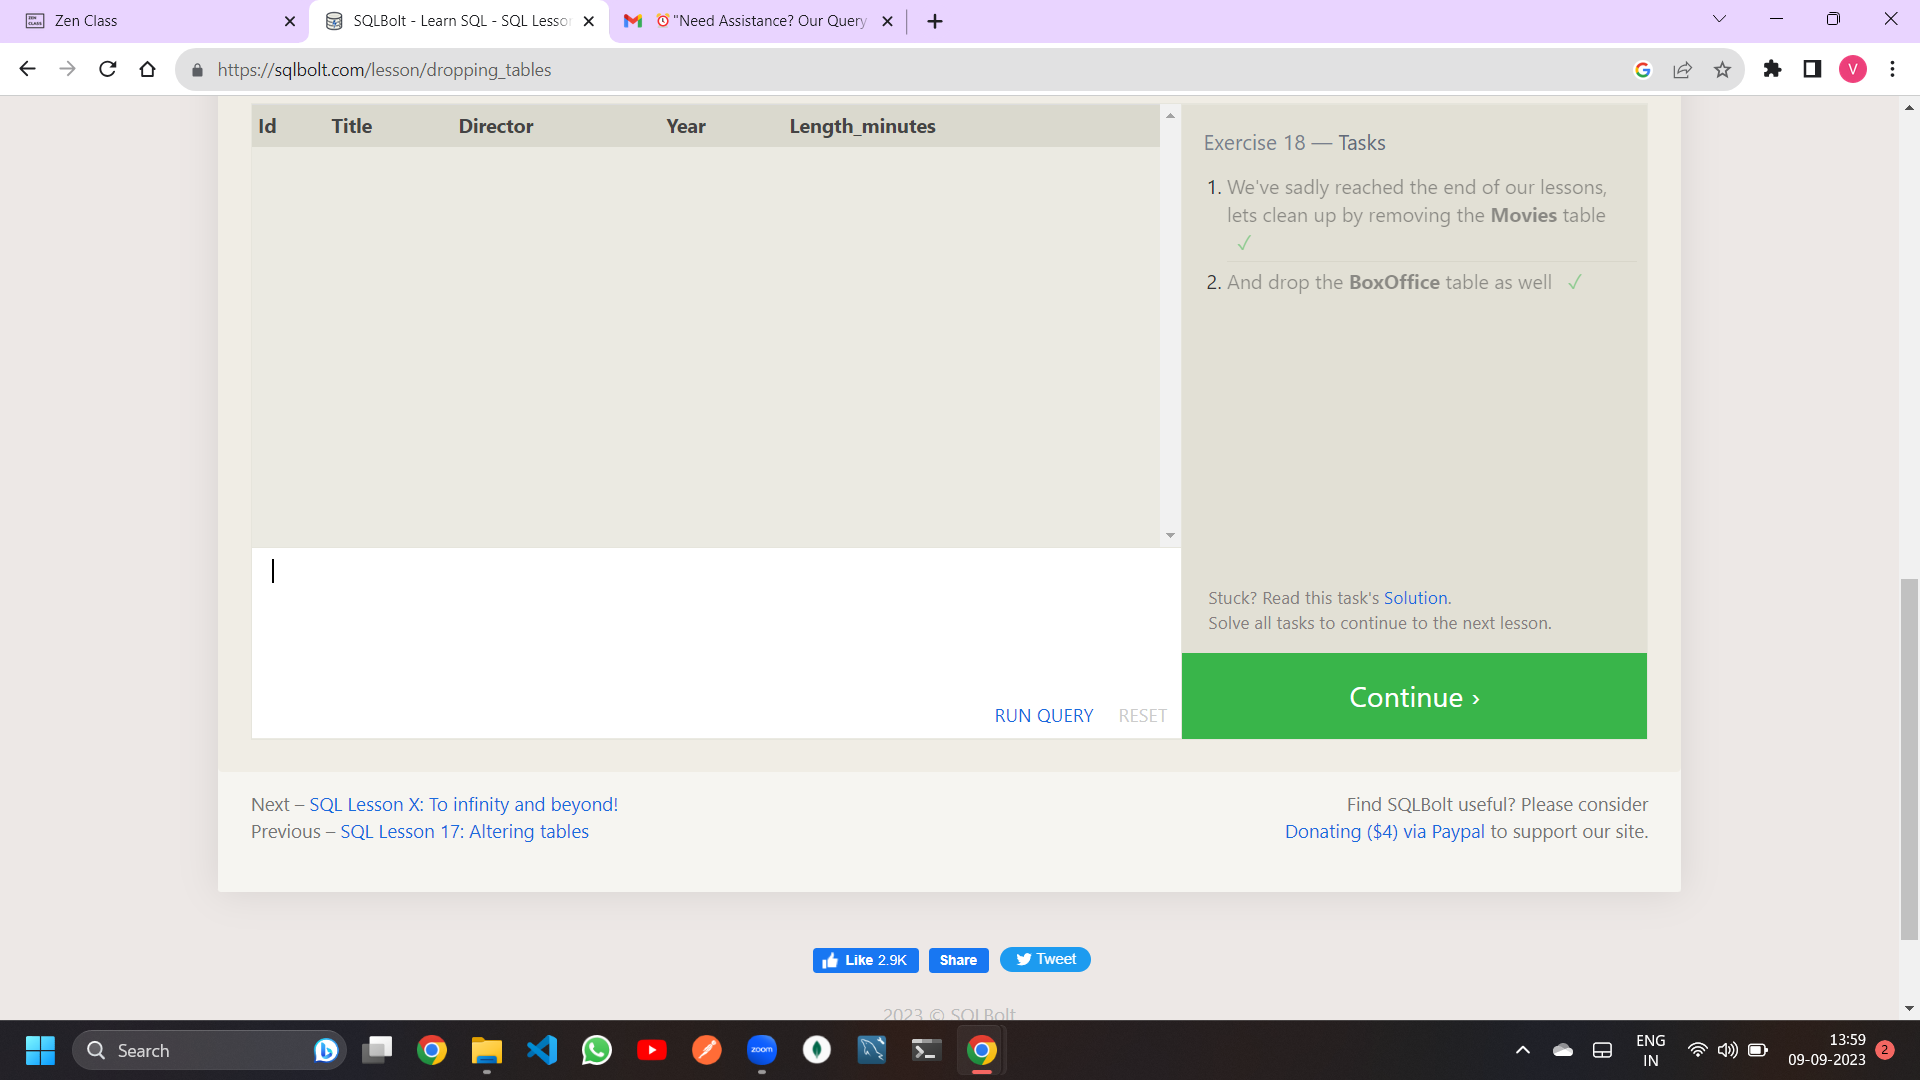 Zen Class
SQLBolt - Learn SQL - SQL Lesson
"Need Assistance? Our Query
https://sqlbolt.com/lesson/dropping_tables
V
Id Title Director Year Length_minutes
Exercise 18 — Tasks
1. We've sadly reached the end of our lessons,
lets clean up by removing the Movies table
✓
2. And drop the BoxOffice table as well ✓
Stuck? Read this task's Solution.
Solve all tasks to continue to the next lesson.
RUN QUERY RESET
Continue ›
Next – SQL Lesson X: To infinity and beyond!
Previous – SQL Lesson 17: Altering tables
Find SQLBolt useful? Please consider
Donating ($4) via Paypal to support our site.
Like 2.9K Share Tweet
2023 © SQLBolt
Search
zoom
ENG
IN
13:59
09-09-2023
2